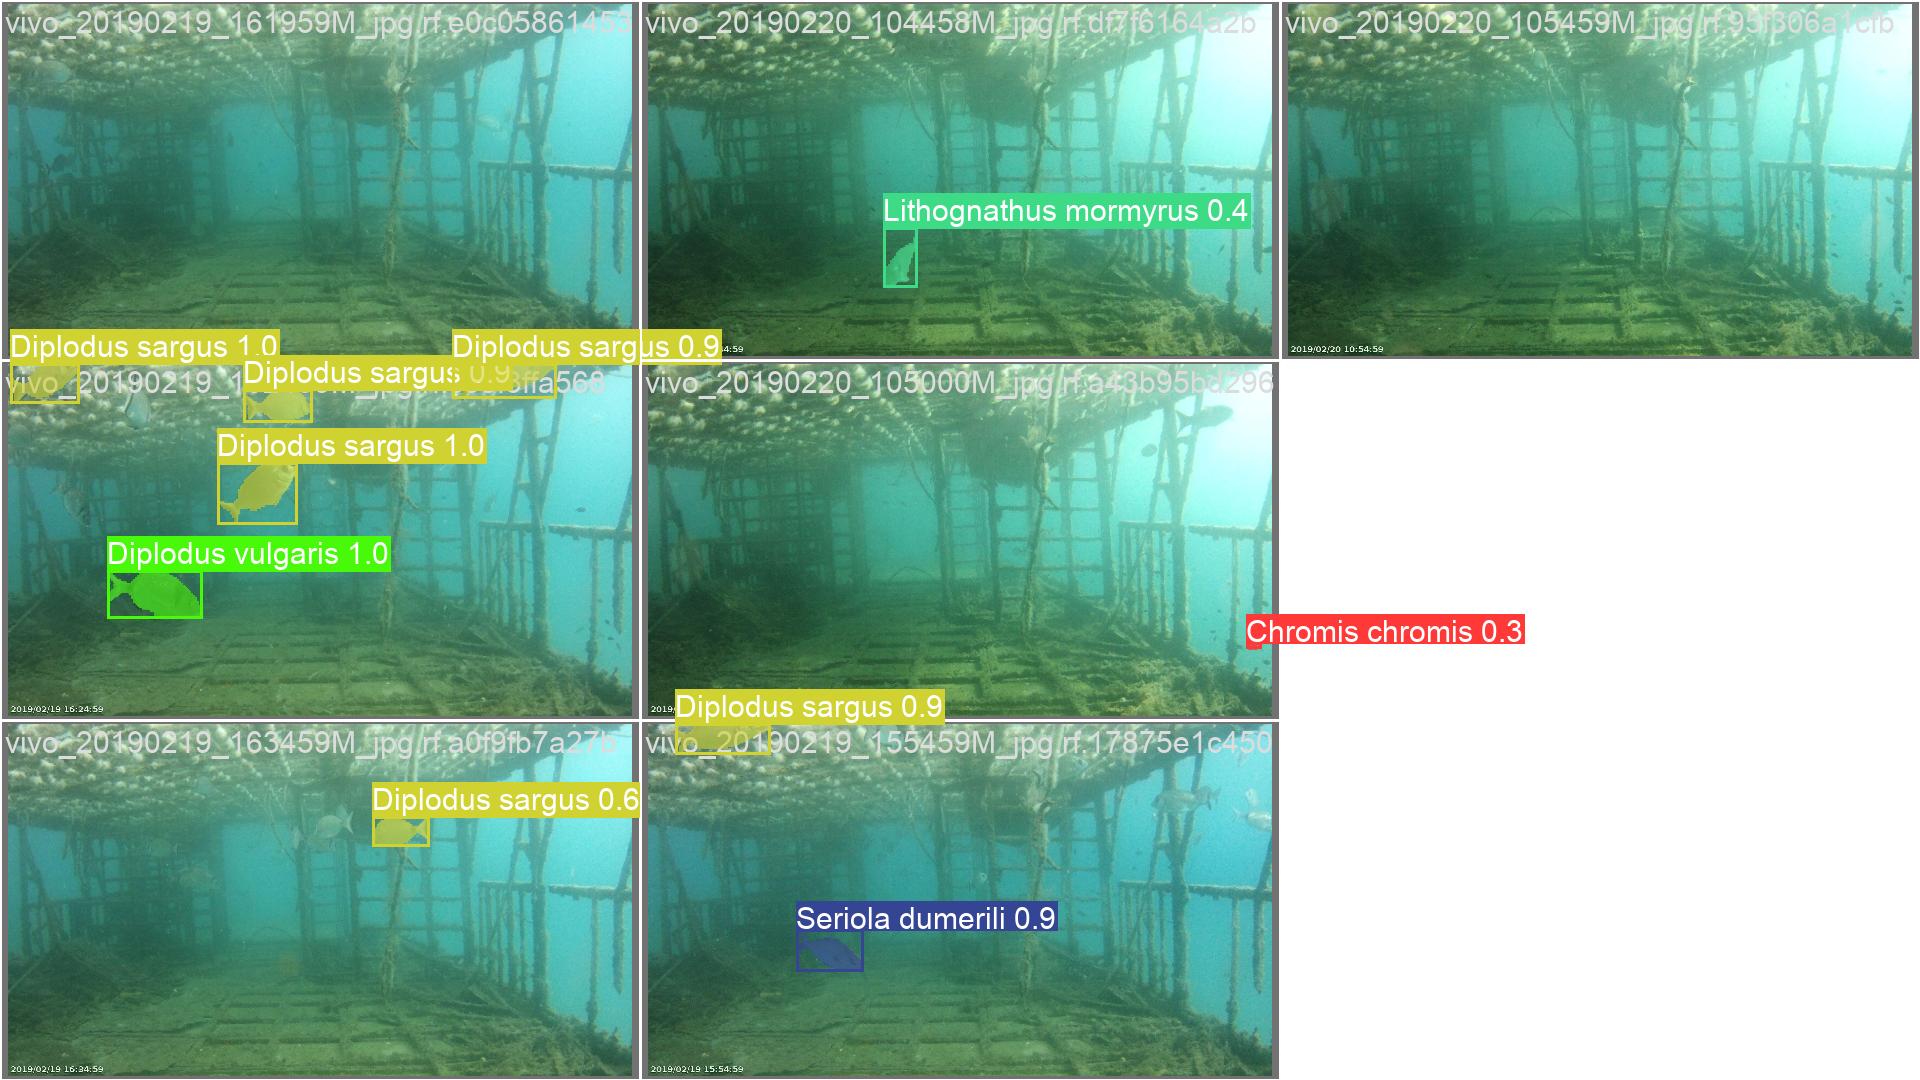 vivo_20190219_161959M_jpg.rf.e0c05861453
vivo_20190220_104458M_jpg.rf.df7f6164a2b
vivo_20190220_105459M_jpg.rf.95f306a1cfb
Lithognathus mormyrus 0.4
2019/02/20 10:54:59
Diplodus sargus 1.0
Diplodus sargus 0.9
Diplodus sargus 0.9
vivo_20190220_105000M_jpg.rf.a43b95bd296
Diplodus sargus 1.0
Diplodus vulgaris 1.0
Chromis chromis 0.3
2019/02/19 16:24:59
Diplodus sargus 0.9
vivo_20190219_163459M_jpg.rf.a0f9fb7a27b
vivo_20190219_155459M_jpg.rf.17875e1c450
Diplodus sargus 0.6
Seriola dumerili 0.9
2019/02/19 16:34:59
2019/02/19 15:54:59